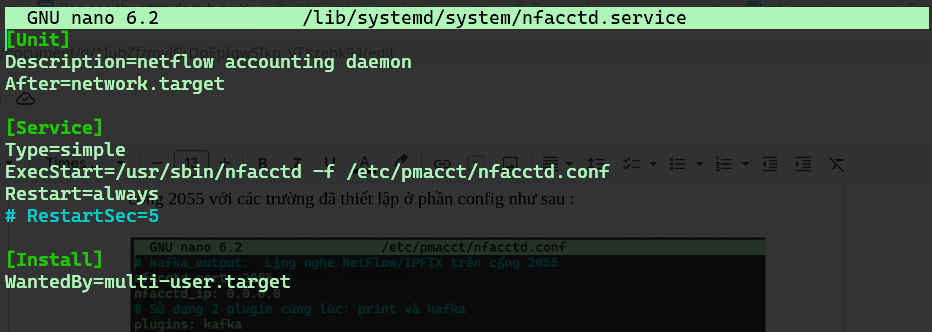 GNU nano 6.2 /lib/systemd/system/nfacctd.service
[Unit]
Description=netflow accounting daemon
After=network.target
[Service]
Type=simple
ExecStart=/usr/sbin/nfacctd -f /etc/pmacct/nfacctd.conf
Restart=always
# RestartSec=5
[Install]
WantedBy=multi-user.target
Times
13
B I U A
2055 với các trường đã thiết lập ở phần config như sau :
GNU nano 6.2 /etc/pmacct/nfacctd.conf
# kafka_output: Lắng nghe NetFlow/IPFIX trên cổng 2055
nfacctd_ip: 0.0.0.0
# Sử dụng 2 plugin cùng lúc: print và kafka
plugins: kafka